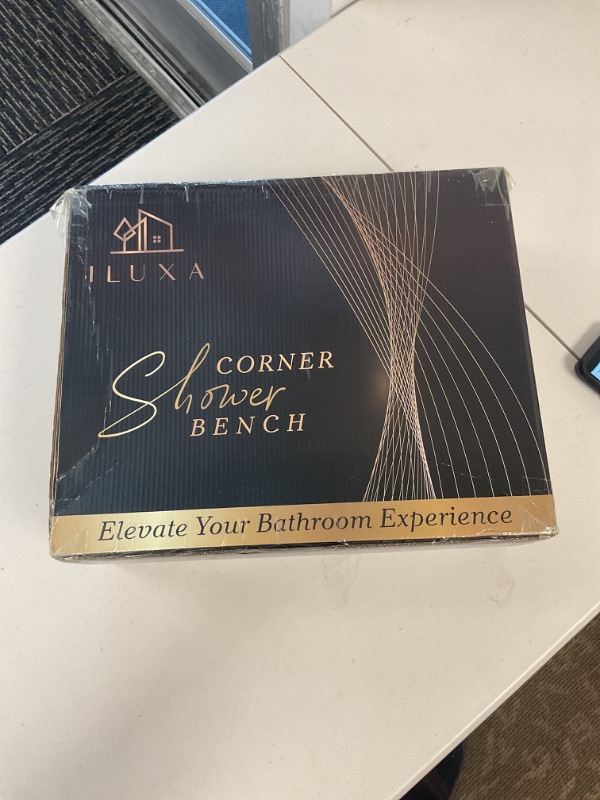 ILUXA
CORNER
Shower
BENCH
Elevate Your Bathroom Experience